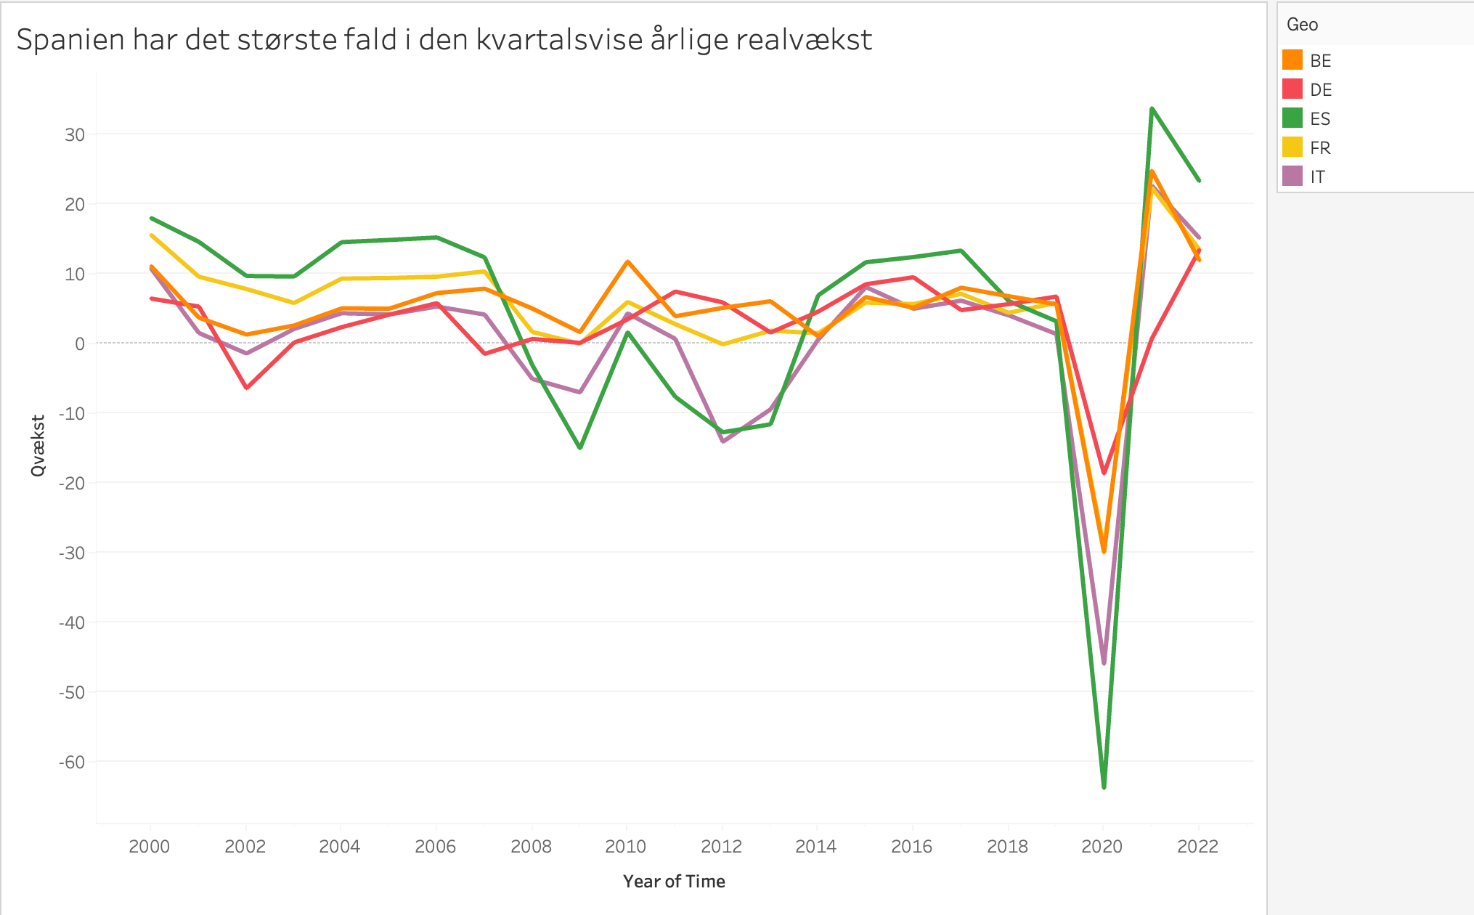 Spanien har det største fald i den kvartalsvise årlige realvækst
Geo
BE
DE
ES
FR
IT
30
20
10
0
-10
-20
-30
-40
-50
-60
Qvækst
2000 2002 2004 2006 2008 2010 2012 2014 2016 2018 2020 2022
Year of Time